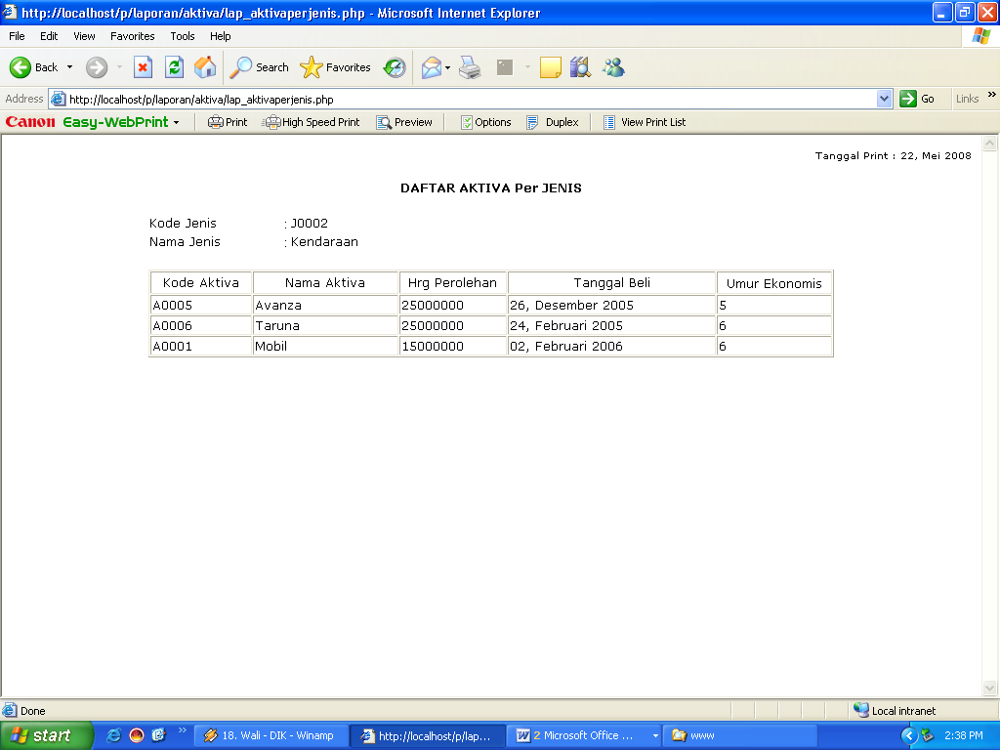 http://localhost/p/laporan/aktiva/lap_aktivaperjenis.php - Microsoft Internet Explorer
File Edit View Favorites Tools Help
Back Search Favorites
Address http://localhost/p/laporan/aktiva/lap_aktivaperjenis.php Go Links »
Canon Easy-WebPrint Print High Speed Print Preview Options Duplex View Print List
Tanggal Print : 22, Mei 2008
DAFTAR AKTIVA Per JENIS
Kode Jenis : J0002
Nama Jenis : Kendaraan
Kode Aktiva Nama Aktiva Hrg Perolehan Tanggal Beli Umur Ekonomis
A0005 Avanza 25000000 26, Desember 2005 5
A0006 Taruna 25000000 24, Februari 2005 6
A0001 Mobil 15000000 02, Februari 2006 6
Done Local intranet
start » 18. Wali - DIK - Winamp http://localhost/p/lap... 2 Microsoft Office ... www 2:38 PM